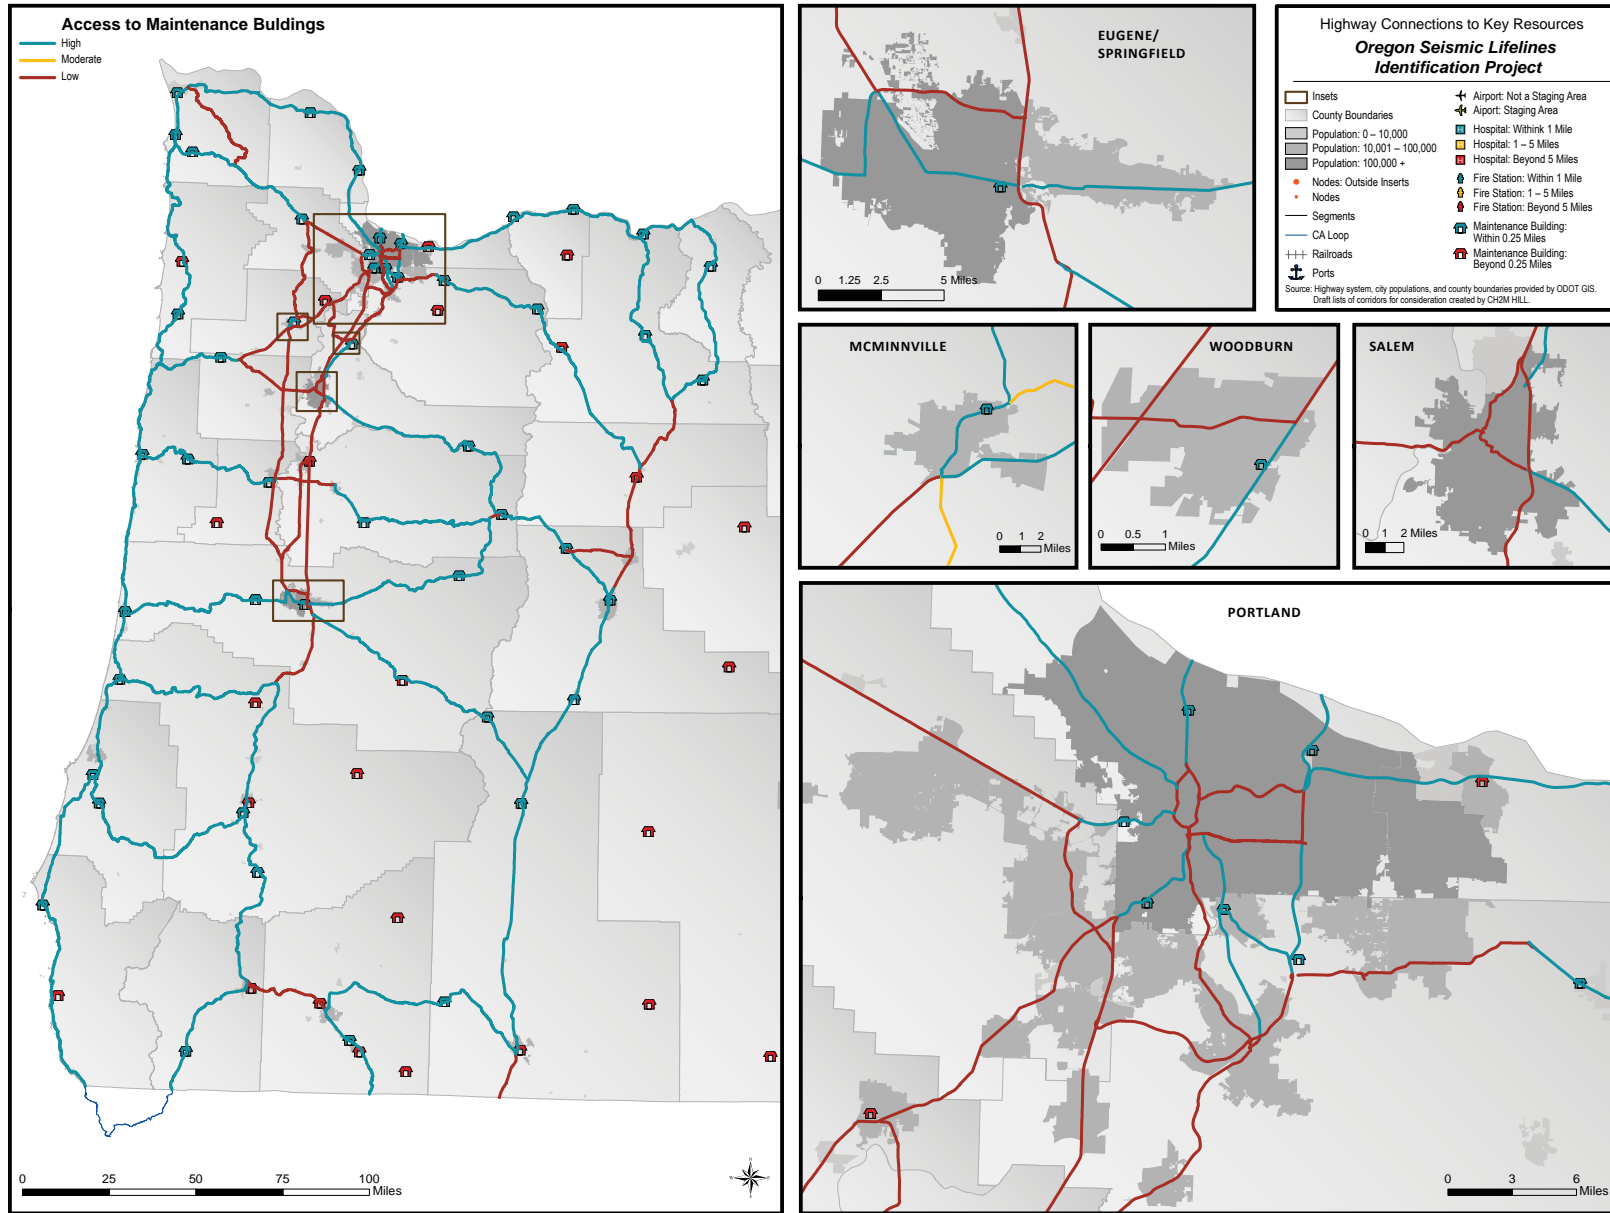 Access to Maintenance Buldings
High
Moderate
Low
0 25 50 75 100 Miles
EUGENE/
SPRINGFIELD
0 1.25 2.5 5 Miles
Highway Connections to Key Resources
Oregon Seismic Lifelines
Identification Project
Insets
County Boundaries
Population: 0 – 10,000
Population: 10,001 – 100,000
Population: 100,000 +
Nodes: Outside Inserts
Nodes
Segments
CA Loop
Railroads
Ports
Airport: Not a Staging Area
Aiport: Staging Area
Hospital: Withink 1 Mile
Hospital: 1 – 5 Miles
Hospital: Beyond 5 Miles
Fire Station: Within 1 Mile
Fire Station: 1 – 5 Miles
Fire Station: Beyond 5 Miles
Maintenance Building:
Within 0.25 Miles
Maintenance Building:
Beyond 0.25 Miles
Source: Highway system, city populations, and county boundaries provided by ODOT GIS.
Draft lists of corridors for consideration created by CH2M HILL.
MCMINNVILLE
0 1 2 Miles
WOODBURN
0 0.5 1 Miles
SALEM
0 1 2 Miles
PORTLAND
0 3 6 Miles